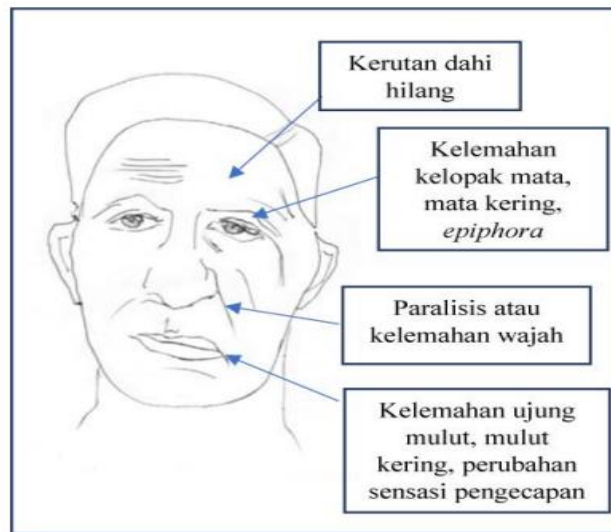 Kerutan dahi
hilang
Kelemahan
kelopak mata,
mata kering,
epiphora
Paralisis atau
kelemahan wajah
Kelemahan ujung
mulut, mulut
kering, perubahan
sensasi pengecapan